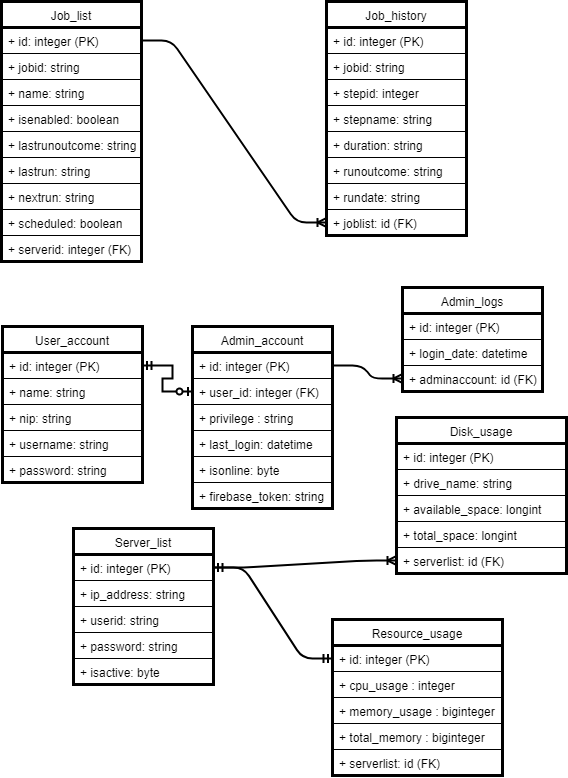 Job_list
+ id: integer (PK)
+ jobid: string
+ name: string
+ isenabled: boolean
+ lastrunoutcome: string
+ lastrun: string
+ nextrun: string
+ scheduled: boolean
+ serverid: integer (FK)
Job_history
+ id: integer (PK)
+ jobid: string
+ stepid: integer
+ stepname: string
+ duration: string
+ runoutcome: string
+ rundate: string
+ joblist: id (FK)
User_account
+ id: integer (PK)
+ name: string
+ nip: string
+ username: string
+ password: string
Admin_account
+ id: integer (PK)
+ user_id: integer (FK)
+ privilege : string
+ last_login: datetime
+ isonline: byte
+ firebase_token: string
Admin_logs
+ id: integer (PK)
+ login_date: datetime
+ adminaccount: id (FK)
Disk_usage
+ id: integer (PK)
+ drive_name: string
+ available_space: longint
+ total_space: longint
+ serverlist: id (FK)
Server_list
+ id: integer (PK)
+ ip_address: string
+ userid: string
+ password: string
+ isactive: byte
Resource_usage
+ id: integer (PK)
+ cpu_usage : integer
+ memory_usage : biginteger
+ total_memory : biginteger
+ serverlist: id (FK)